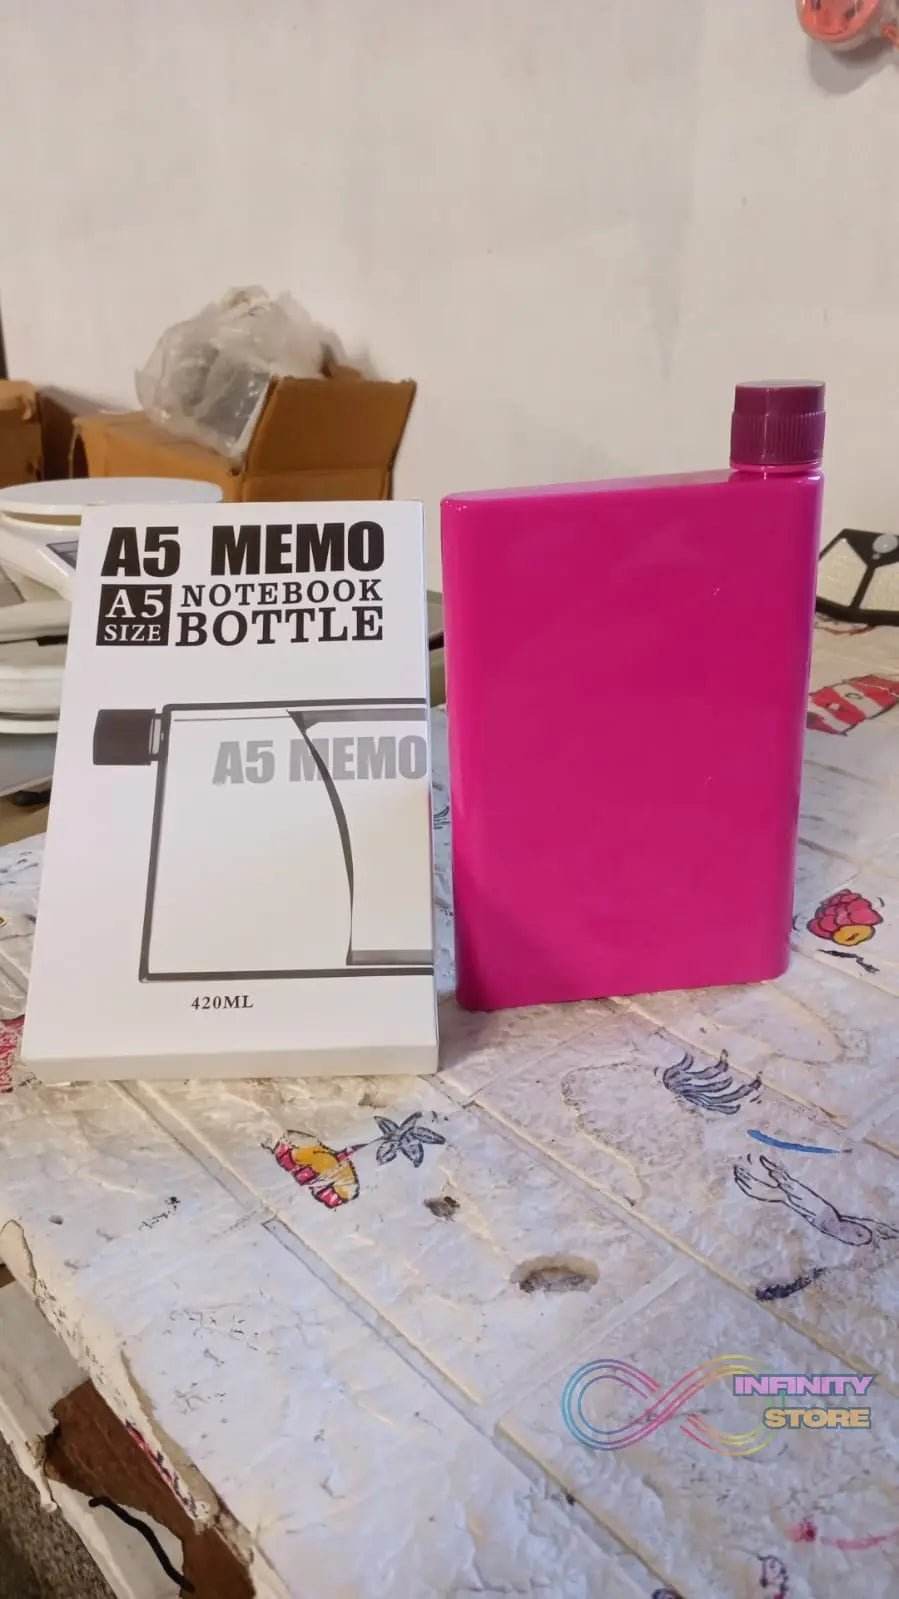 A5 MEMO
A5 NOTEBOOK
SIZE BOTTLE
A5 MEMO
420ML
INFINITY
STORE